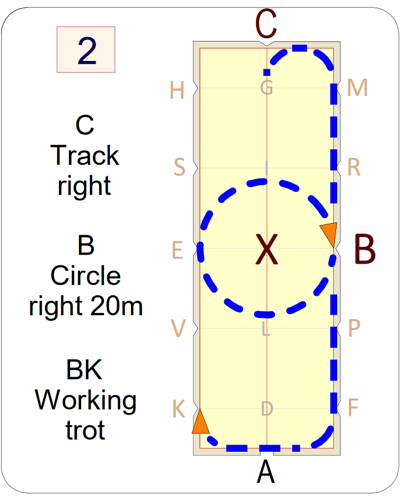 2
C
Track
right
B
Circle
right 20m
BK
Working
trot
C
H G M
S I R
E X B
V L P
K D F
A